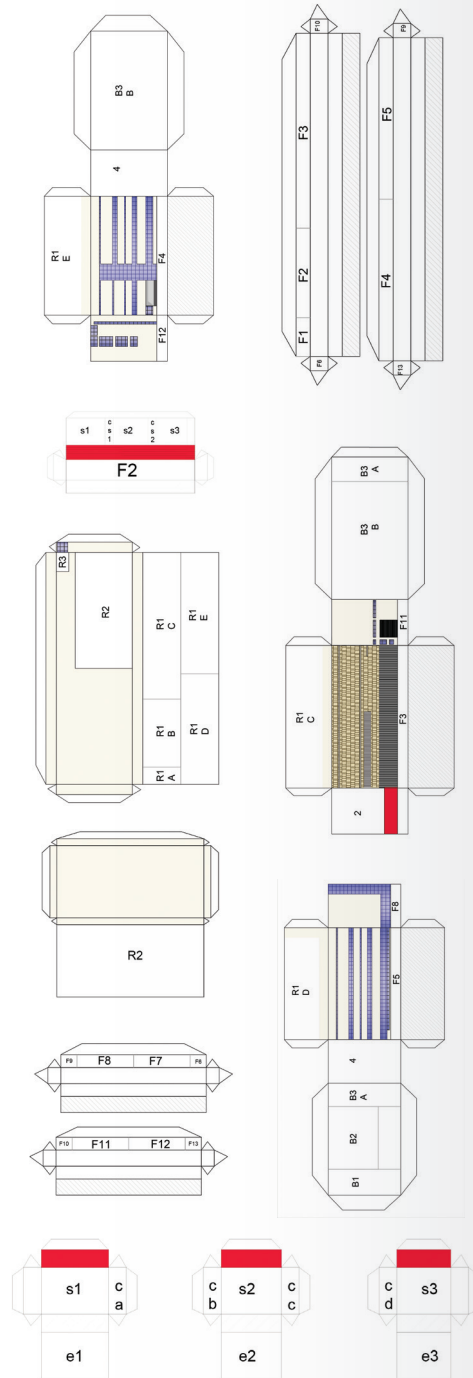 B3
B
4
R1
E
F4
F12
F10
F3
F2
F1
F6
F9
F5
F4
F13
s1
c
s
1
s2
c
s
2
s3
F2
R3
R2
R1
C
R1
E
R1
B
R1
D
R1
A
B3
A
B3
B
F11
R1
C
F3
2
R2
F8
R1
D
F5
4
B3
A
B2
B1
F9
F8
F7
F6
F10
F11
F12
F13
s1
c
a
e1
c
b
s2
c
c
e2
c
d
s3
e3